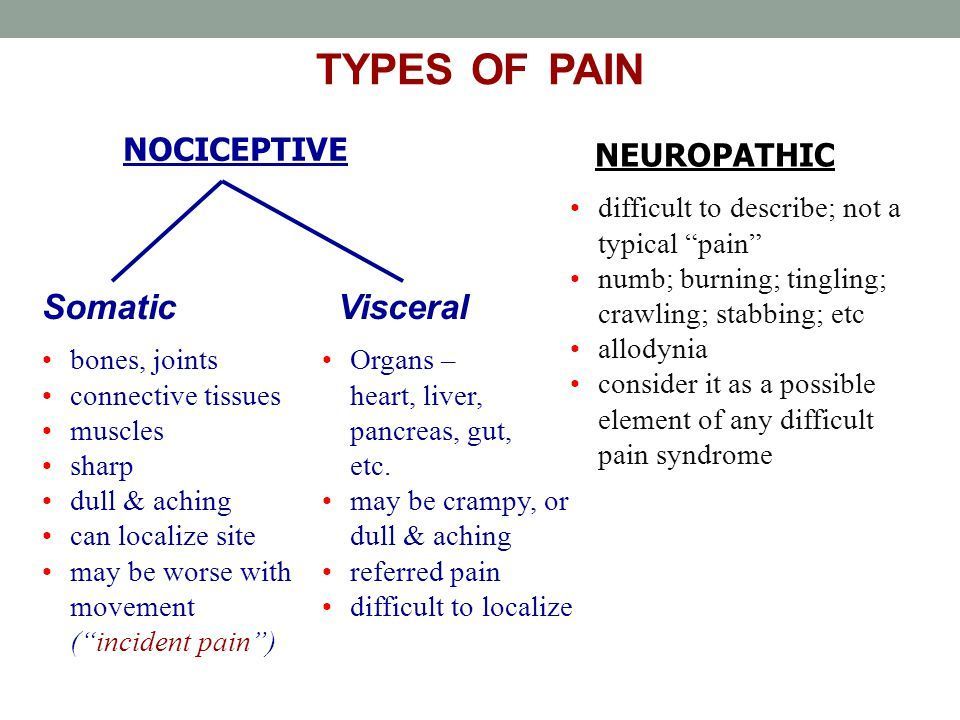 TYPES OF PAIN
NOCICEPTIVE
Somatic
• bones, joints
• connective tissues
• muscles
• sharp
• dull & aching
• can localize site
• may be worse with
movement
(“incident pain”)
Visceral
• Organs –
heart, liver,
pancreas, gut,
etc.
• may be crampy, or
dull & aching
• referred pain
• difficult to localize
NEUROPATHIC
• difficult to describe; not a
typical “pain”
• numb; burning; tingling;
crawling; stabbing; etc
• allodynia
• consider it as a possible
element of any difficult
pain syndrome